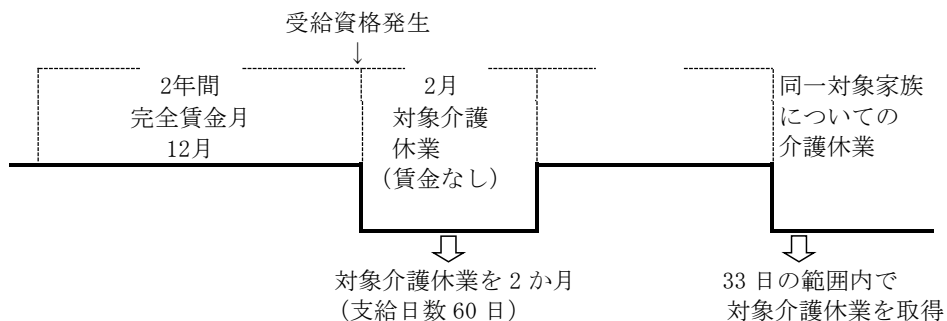 受給資格発生
↓
2年間
完全賃金月
12月
2月
対象介護
休業
(賃金なし)
同一対象家族
についての
介護休業
対象介護休業を2か月
(支給日数60日)
33日の範囲内で
対象介護休業を取得